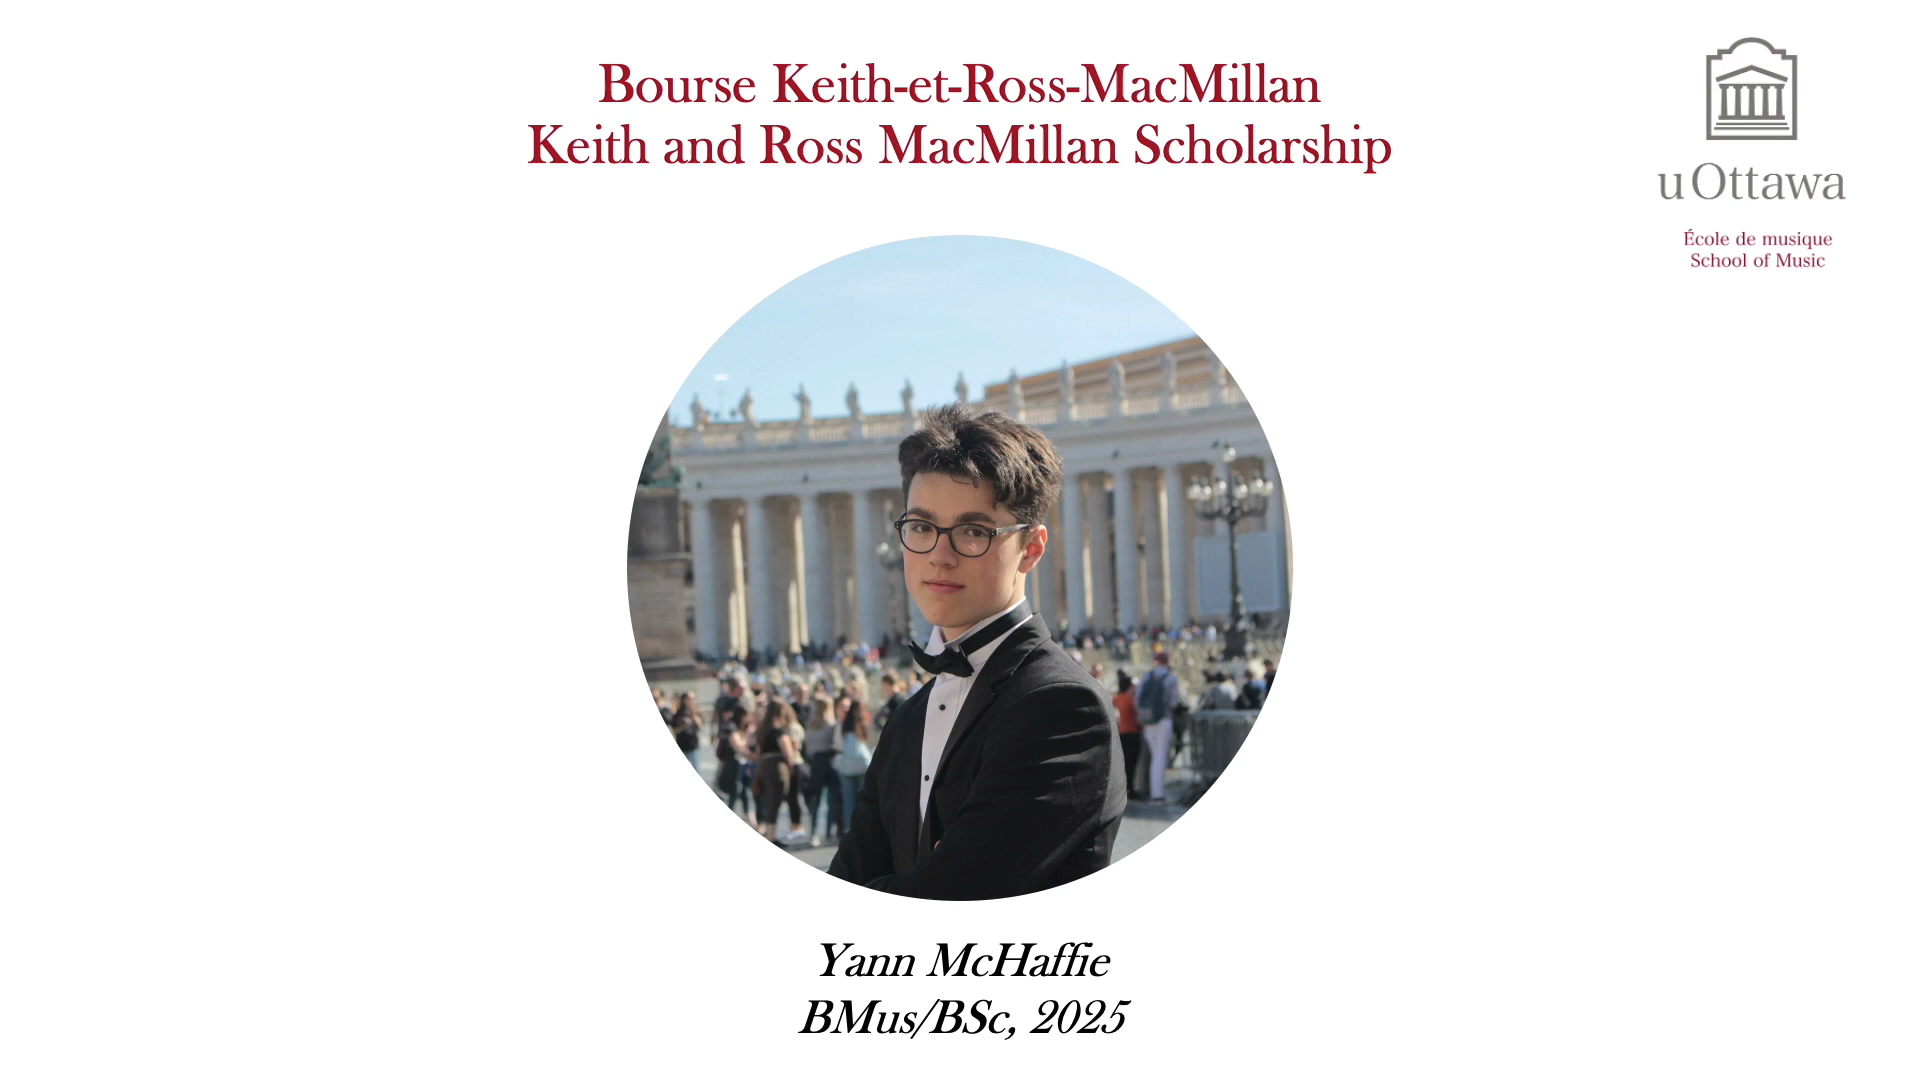 Bourse Keith-et-Ross-MacMillan
Keith and Ross MacMillan Scholarship
uOttawa
École de musique
School of Music
Yann McHaffie
BMus/BSc, 2025